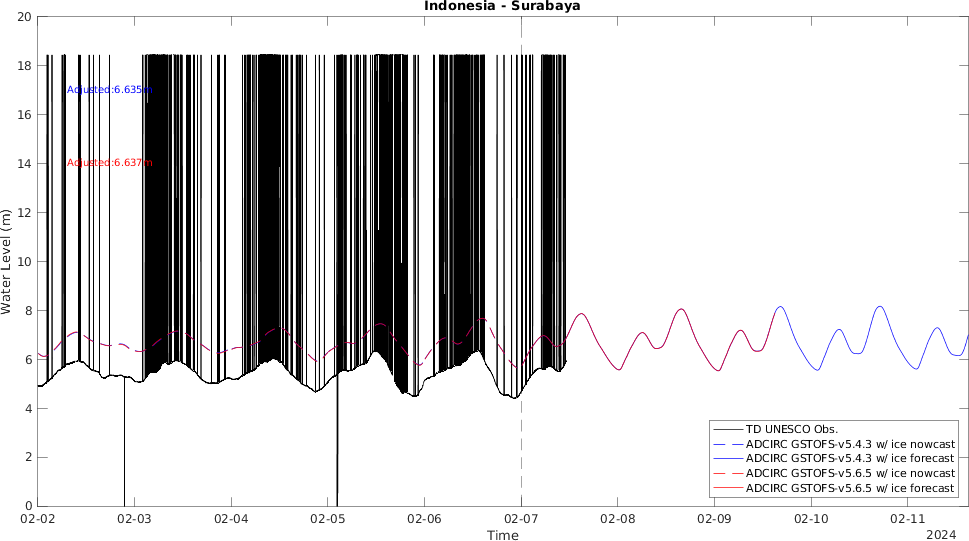 Indonesia - Surabaya
20
18
16
14
12
10
8
6
4
2
0
Water Level (m)
Adjusted:6.635m
Adjusted:6.637m
TD UNESCO Obs.
ADCIRC GSTOFS-v5.4.3 w/ ice nowcast
ADCIRC GSTOFS-v5.4.3 w/ ice forecast
ADCIRC GSTOFS-v5.6.5 w/ ice nowcast
ADCIRC GSTOFS-v5.6.5 w/ ice forecast
02-02 02-03 02-04 02-05 02-06 02-07 02-08 02-09 02-10 02-11
Time
2024